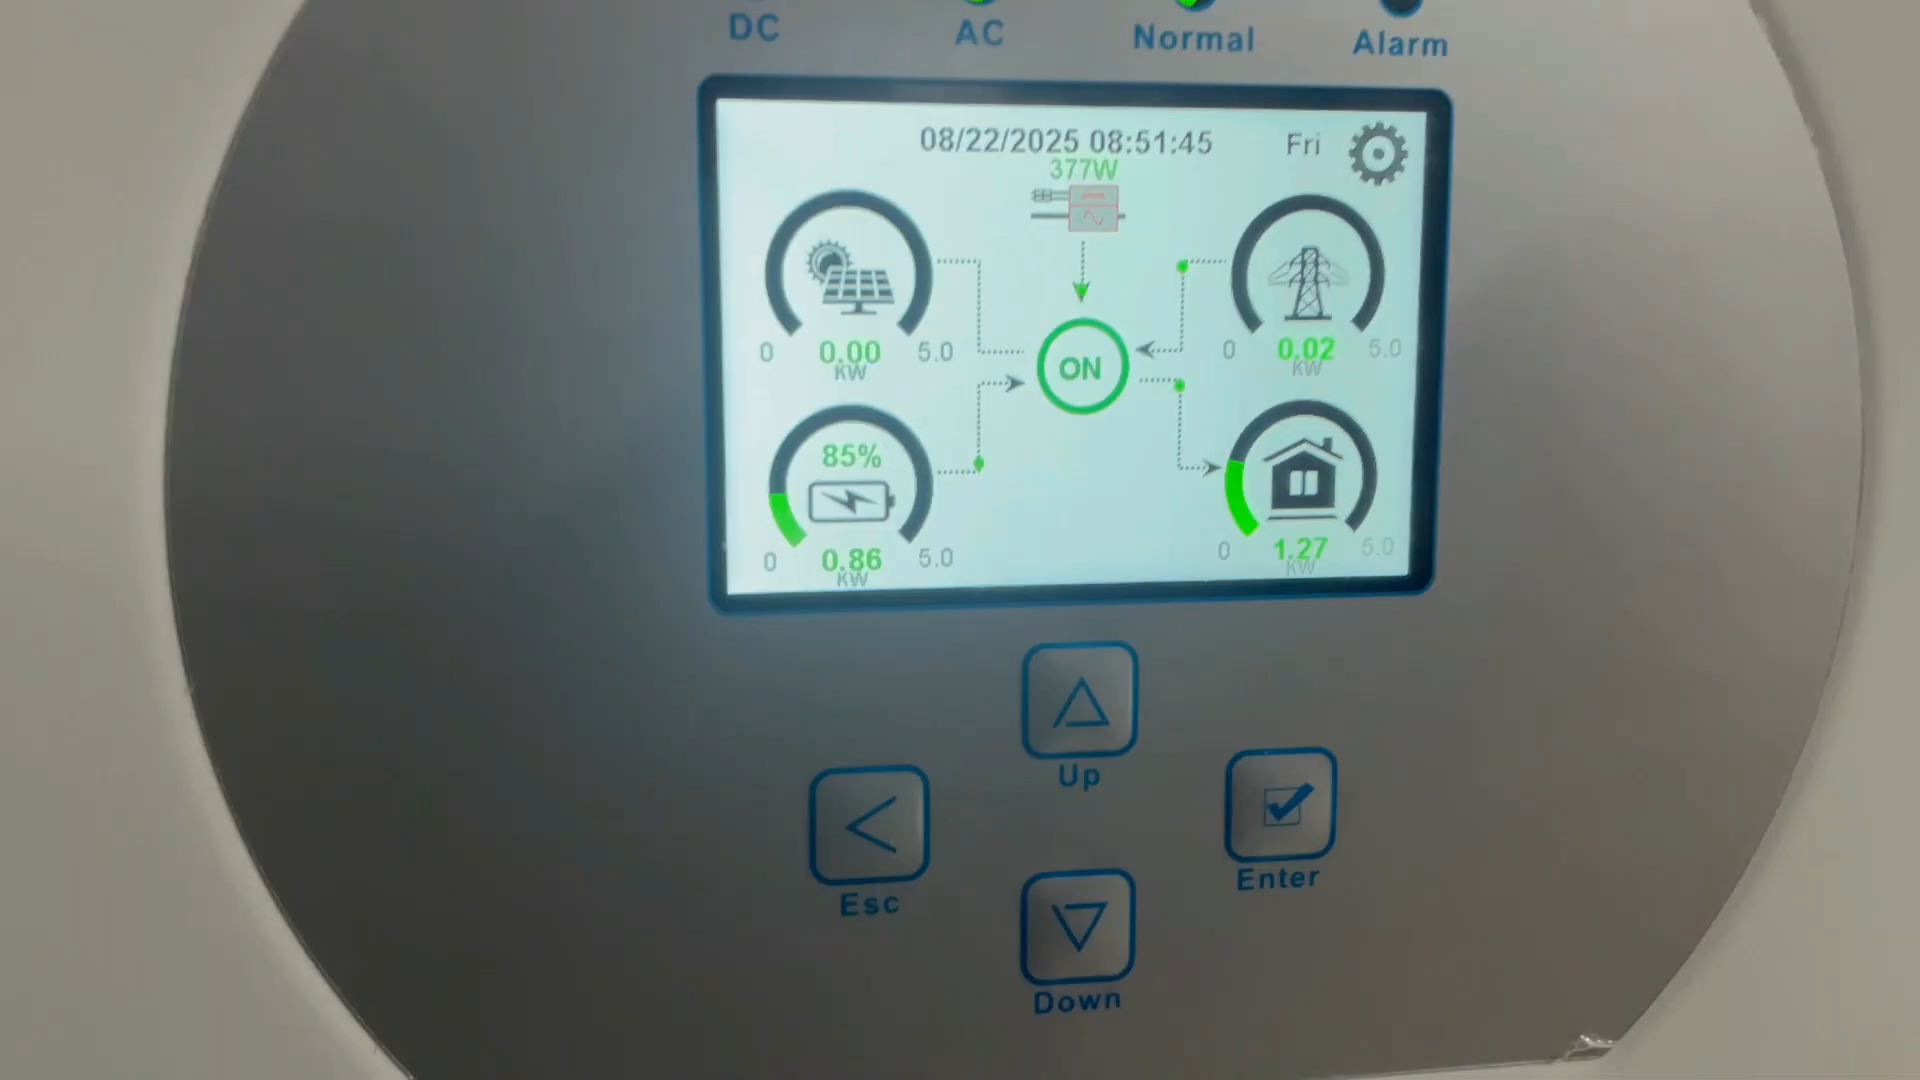 DC AC Normal Alarm
08/22/2025 08:51:45 Fri
377W
0 0.00 5.0
KW
0 0.02 5.0
KW
ON
85%
0 0.86 5.0
KW
0 1.27 5.0
KW
Up
Esc
Enter
Down